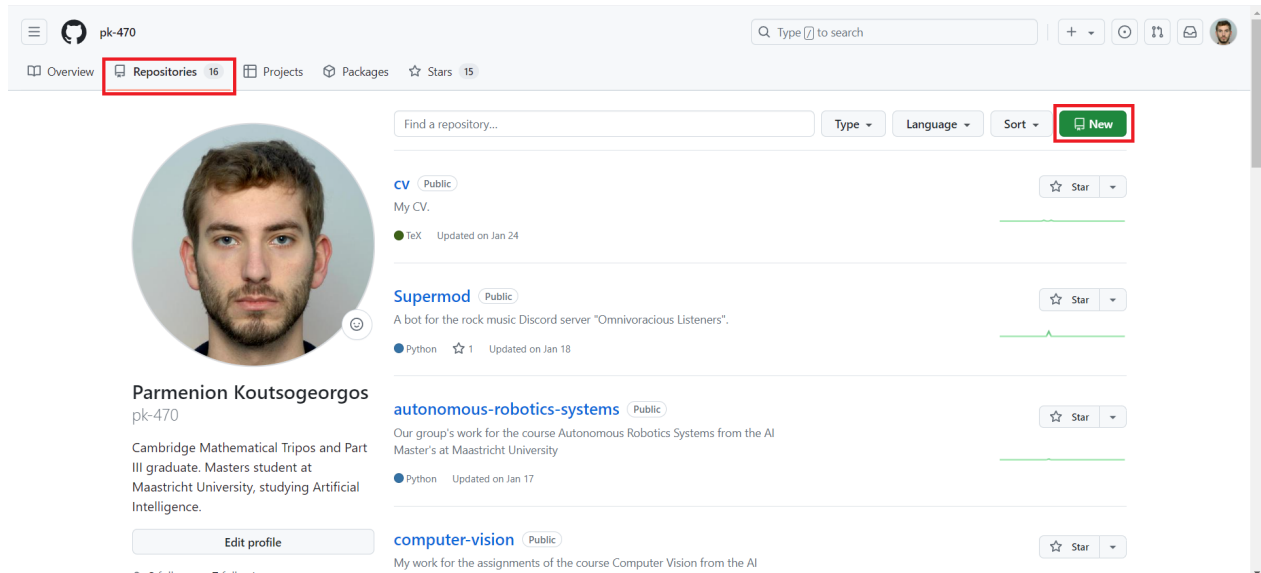 pk-470
Type / to search
Overview Repositories 16 Projects Packages Stars 15
Find a repository...
Type Language Sort New
cv Public
Star
My CV.
TeX Updated on Jan 24
Supermod Public
Star
A bot for the rock music Discord server "Omnivoracious Listeners".
Python 1 Updated on Jan 18
autonomous-robotics-systems Public
Star
Our group's work for the course Autonomous Robotics Systems from the AI
Master's at Maastricht University
Python Updated on Jan 17
computer-vision Public
Star
My work for the assignments of the course Computer Vision from the AI
Parmenion Koutsogeorgos
pk-470
Cambridge Mathematical Tripos and Part
III graduate. Masters student at
Maastricht University, studying Artificial
Intelligence.
Edit profile